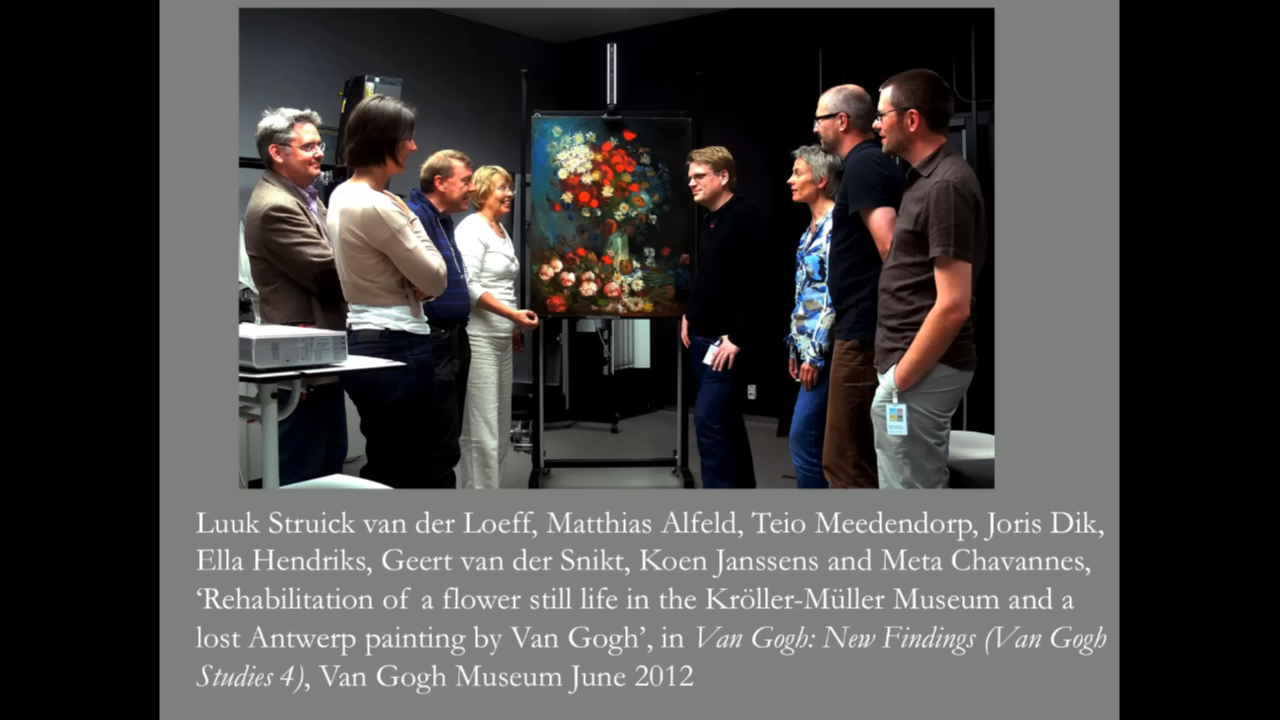 Luuk Struick van der Loeff, Matthias Alfeld, Teio Meedendorp, Joris Dik,
Ella Hendriks, Geert van der Snikt, Koen Janssens and Meta Chavannes,
‘Rehabilitation of a flower still life in the Kröller-Müller Museum and a
lost Antwerp painting by Van Gogh’, in Van Gogh: New Findings (Van Gogh
Studies 4), Van Gogh Museum June 2012